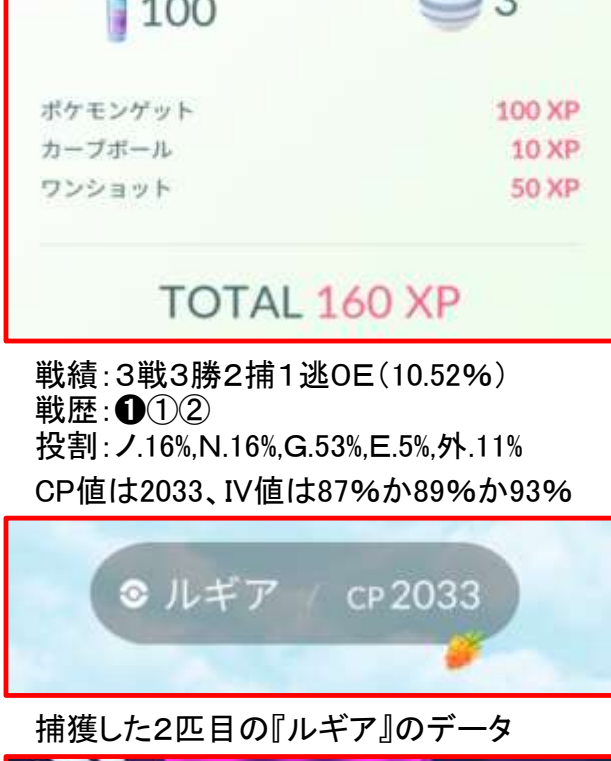 100
3
ポケモンゲット 100 XP
カーブボール 10 XP
ワンショット 50 XP
TOTAL 160 XP
戦績：３戦３勝２捕１逃OE（10.52％）
戦歴：❶①②
投割：ノ.16%,N.16%,G.53%,E.5%,外.11%
CP値は2033、IV値は87%か89%か93%
ルギア / CP 2033
捕獲した２匹目の『ルギア』のデータ